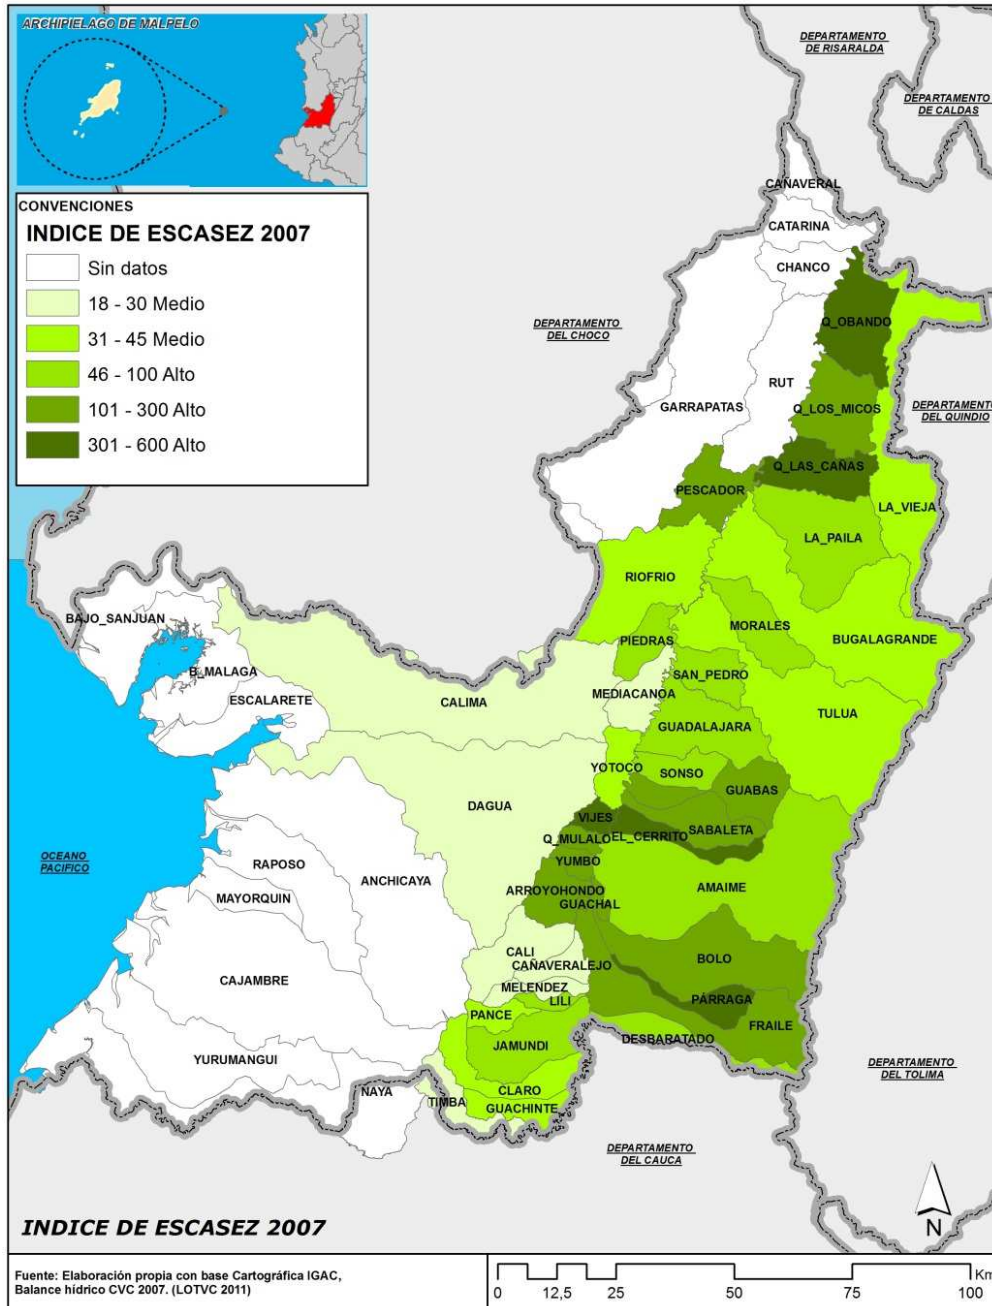 ARCHIPIELAGO DE MALPELO
DEPARTAMENTO
DE RISARALDA
DEPARTAMENTO
DE CALDAS
CONVENCIONES
INDICE DE ESCASEZ 2007
Sin datos
18 - 30 Medio
31 - 45 Medio
46 - 100 Alto
101 - 300 Alto
301 - 600 Alto
CAÑAVERAL
CATARINA
CHANCO
DEPARTAMENTO
DEL CHOCO
Q_OBANDO
RUT
GARRAPATAS
Q_LOS_MICOS
DEPARTAMENTO
DEL QUINDIO
Q_LAS_CAÑAS
PESCADOR
LA_VIEJA
LA_PAILA
RIOFRIO
BAJO_SANJUAN
PIEDRAS
MORALES
BUGALAGRANDE
B_MALAGA
SAN_PEDRO
MEDIACANOA
ESCALARETE
CALIMA
TULUA
GUADALAJARA
YOTOCO
SONSO
GUABAS
DAGUA
VIJES
SABALETA
Q_MULALO
EL_CERRITO
OCEANO
PACIFICO
YUMBO
RAPOSO
ANCHICAYA
ARROYOHONDO
AMAIME
MAYORQUIN
GUACHAL
CALI
BOLO
CAÑAVERALEJO
CAJAMBRE
MELENDEZ
LILI
PÁRRAGA
PANCE
FRAILE
DESBARATADO
JAMUNDI
YURUMANGUI
DEPARTAMENTO
DEL TOLIMA
NAYA
CLARO
TIMBA
GUACHINTE
DEPARTAMENTO
DEL CAUCA
N
INDICE DE ESCASEZ 2007
Fuente: Elaboración propia con base Cartográfica IGAC,
Balance hídrico CVC 2007. (LOTVC 2011)
Km
0 12,5 25 50 75 100